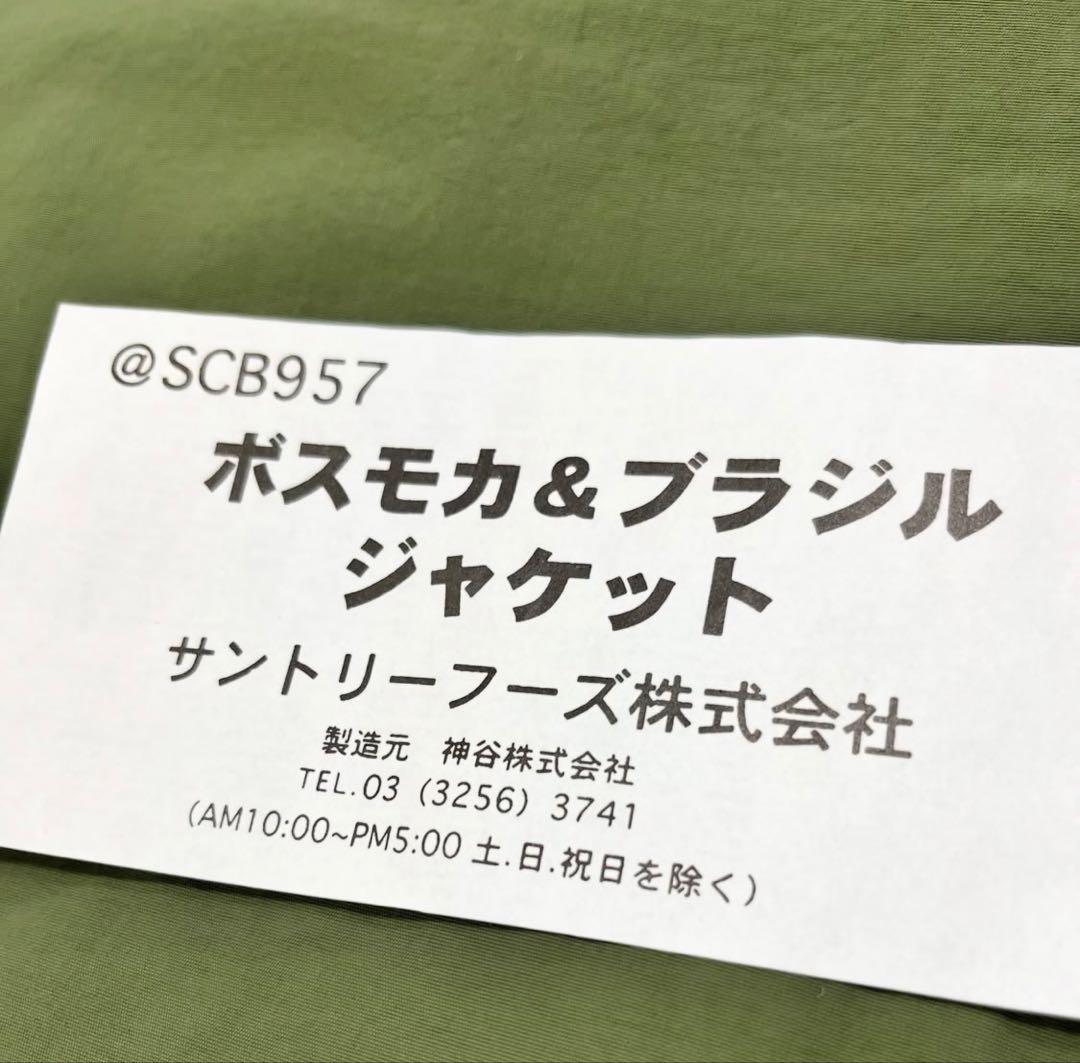 @SCB957
ボスモカ&ブラジル
ジャケット
サントリーフーズ株式会社
製造元　神谷株式会社
TEL.03 (3256) 3741
(AM10:00~PM5:00 土.日.祝日を除く)